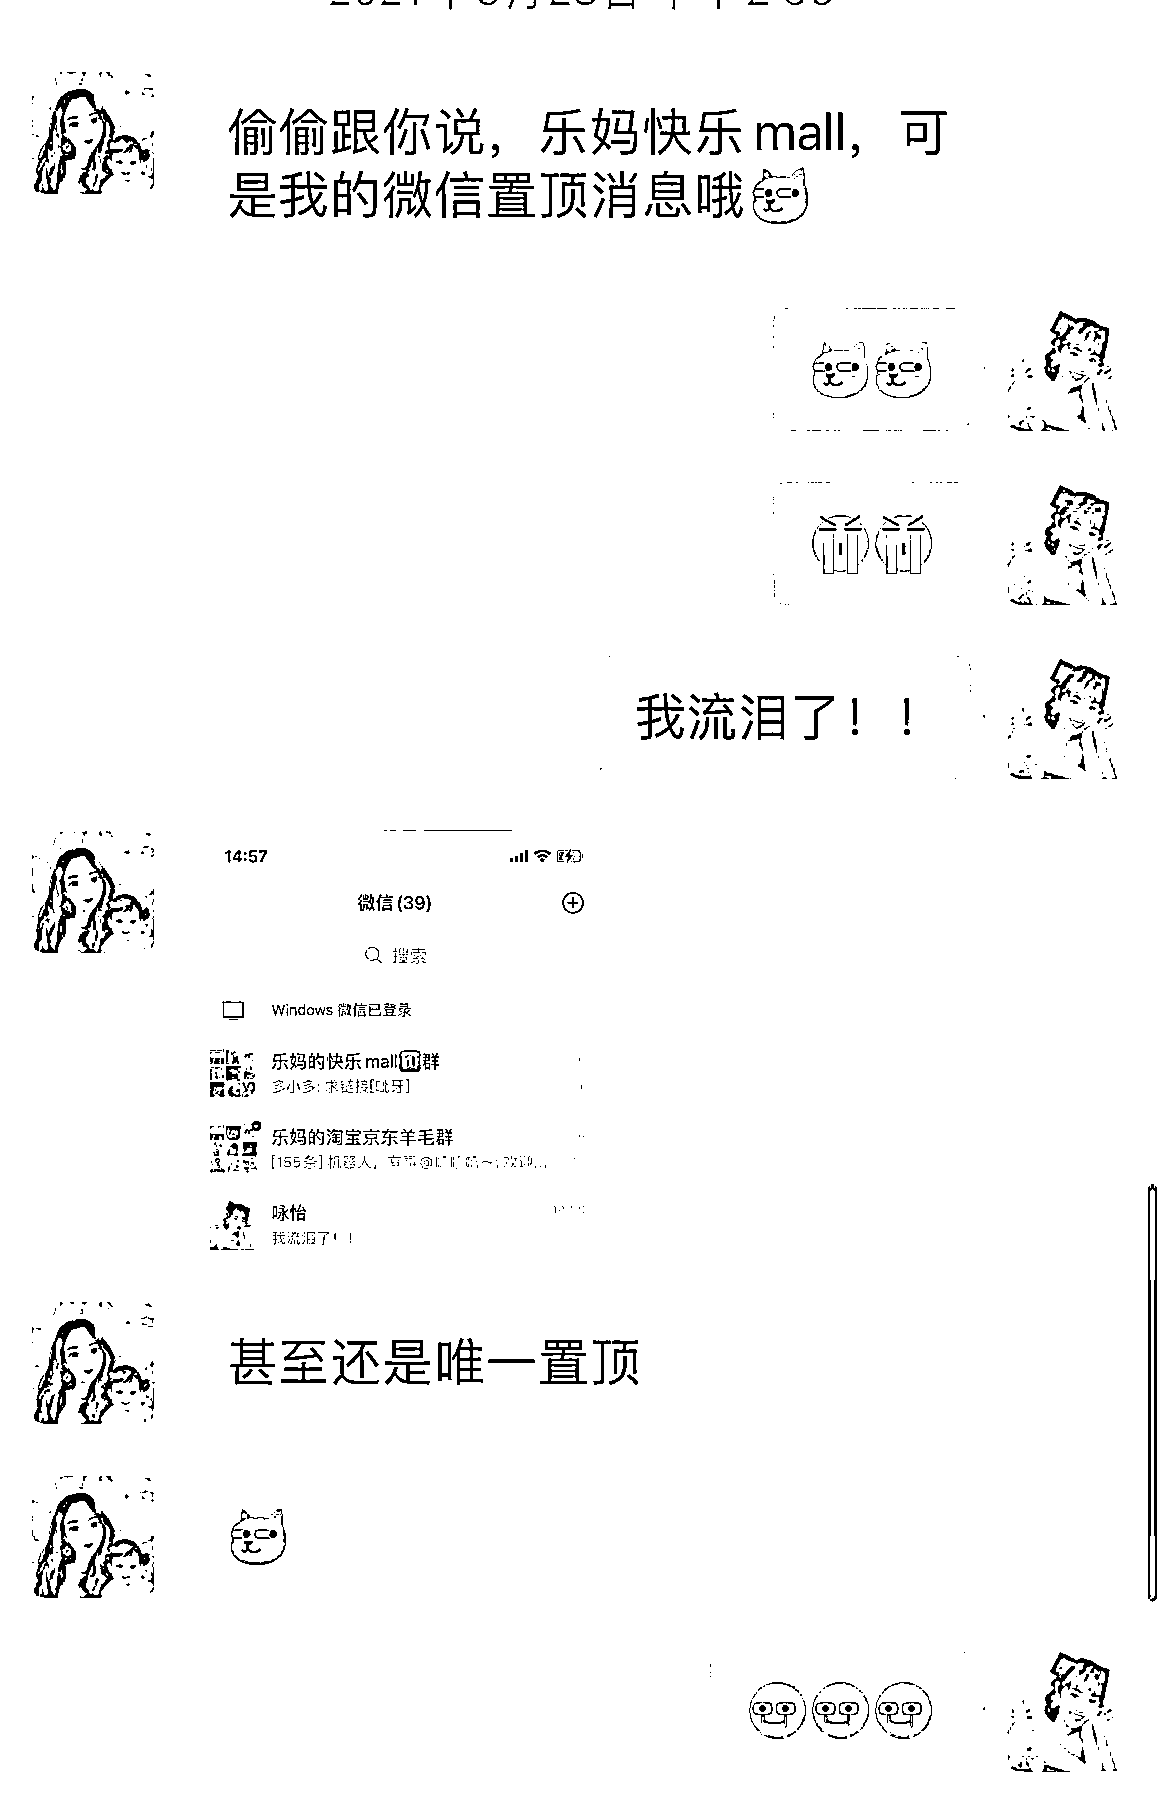 偷偷跟你说，乐妈快乐mall，可
是我的微信置顶消息哦
我流泪了！！
14:57
微信(39)
搜索
Windows 微信已登录
乐妈的快乐mall群
多小多: 求链接[呲牙]
乐妈的淘宝京东羊毛群
[155条] 机器人，
咏怡
我流泪了！！
甚至还是唯一置顶